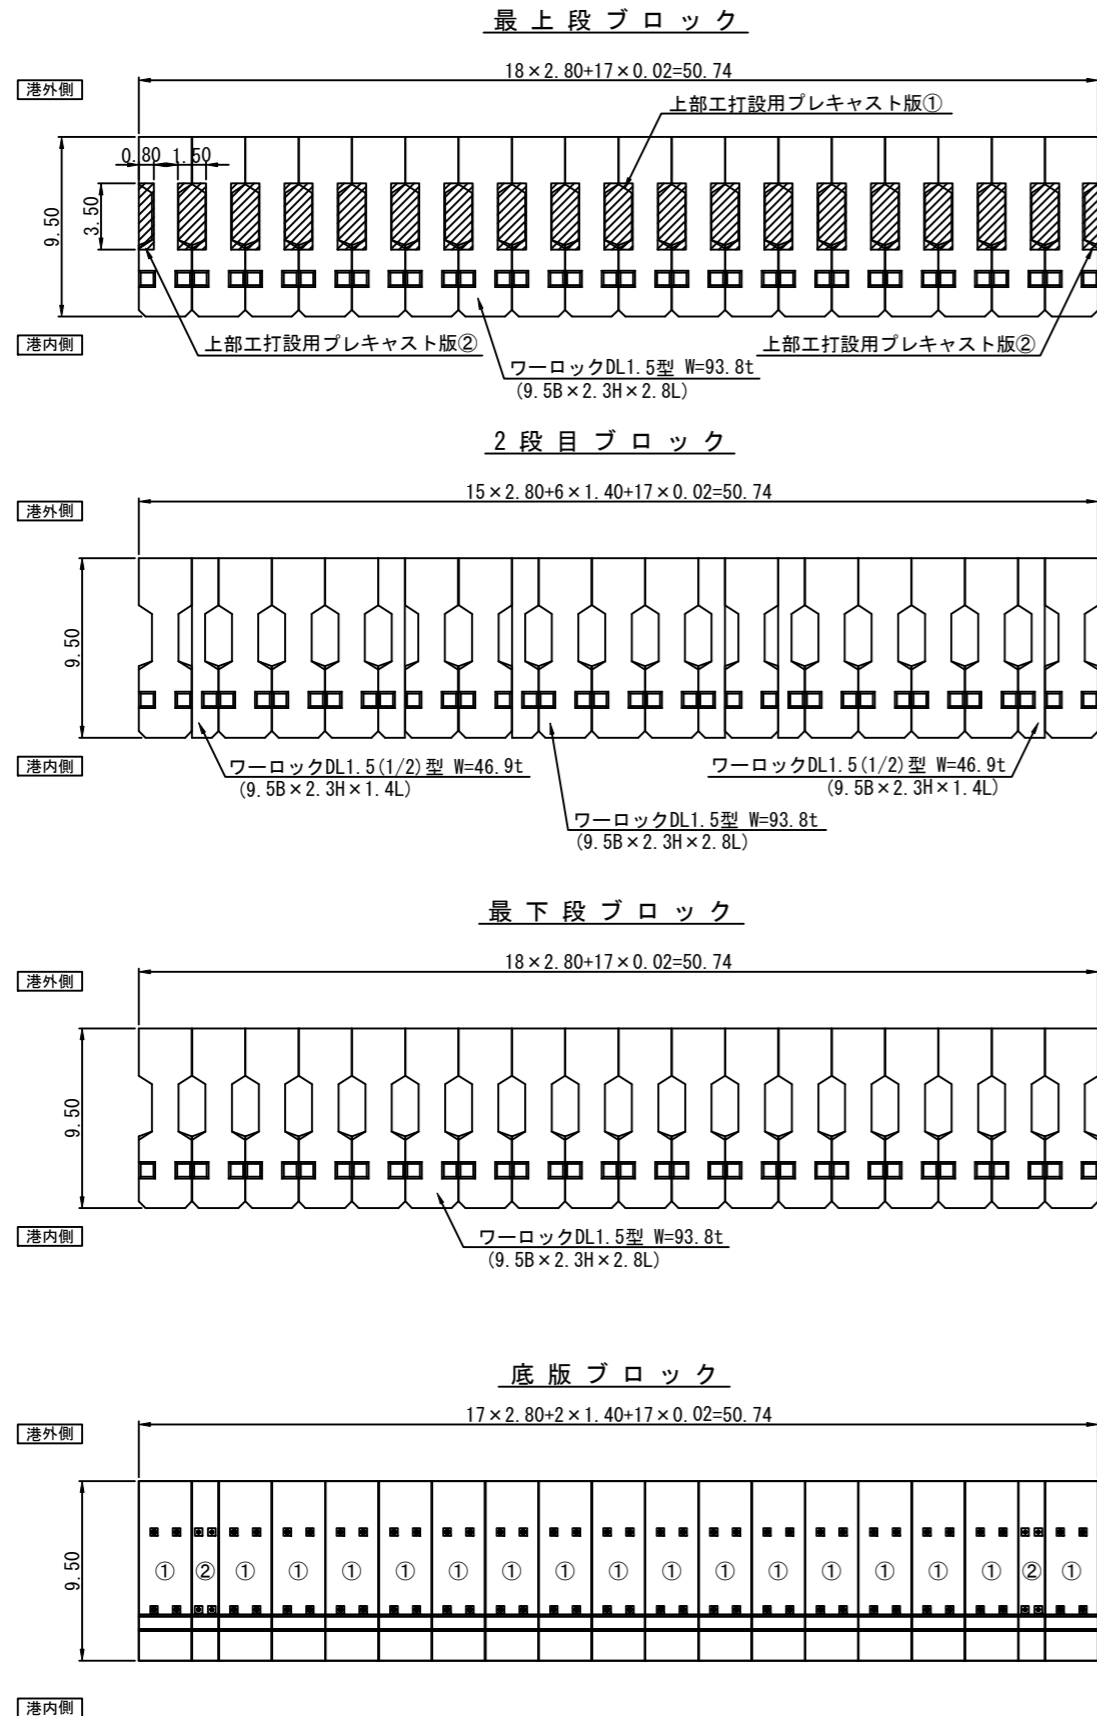 最上段ブロック
18×2.80+17×0.02=50.74
港外側
上部工打設用プレキャスト版①
0.80
1.50
3.50
9.50
港内側
上部工打設用プレキャスト版②
上部工打設用プレキャスト版②
ワーロックDL1.5型 W=93.8t
(9.5B×2.3H×2.8L)
2段目ブロック
15×2.80+6×1.40+17×0.02=50.74
港外側
9.50
港内側
ワーロックDL1.5(1/2)型 W=46.9t
(9.5B×2.3H×1.4L)
ワーロックDL1.5(1/2)型 W=46.9t
(9.5B×2.3H×1.4L)
ワーロックDL1.5型 W=93.8t
(9.5B×2.3H×2.8L)
最下段ブロック
18×2.80+17×0.02=50.74
港外側
9.50
港内側
ワーロックDL1.5型 W=93.8t
(9.5B×2.3H×2.8L)
底版ブロック
17×2.80+2×1.40+17×0.02=50.74
港外側
9.50
① ② ① ① ① ① ① ① ① ① ① ① ① ① ① ① ① ② ①
港内側